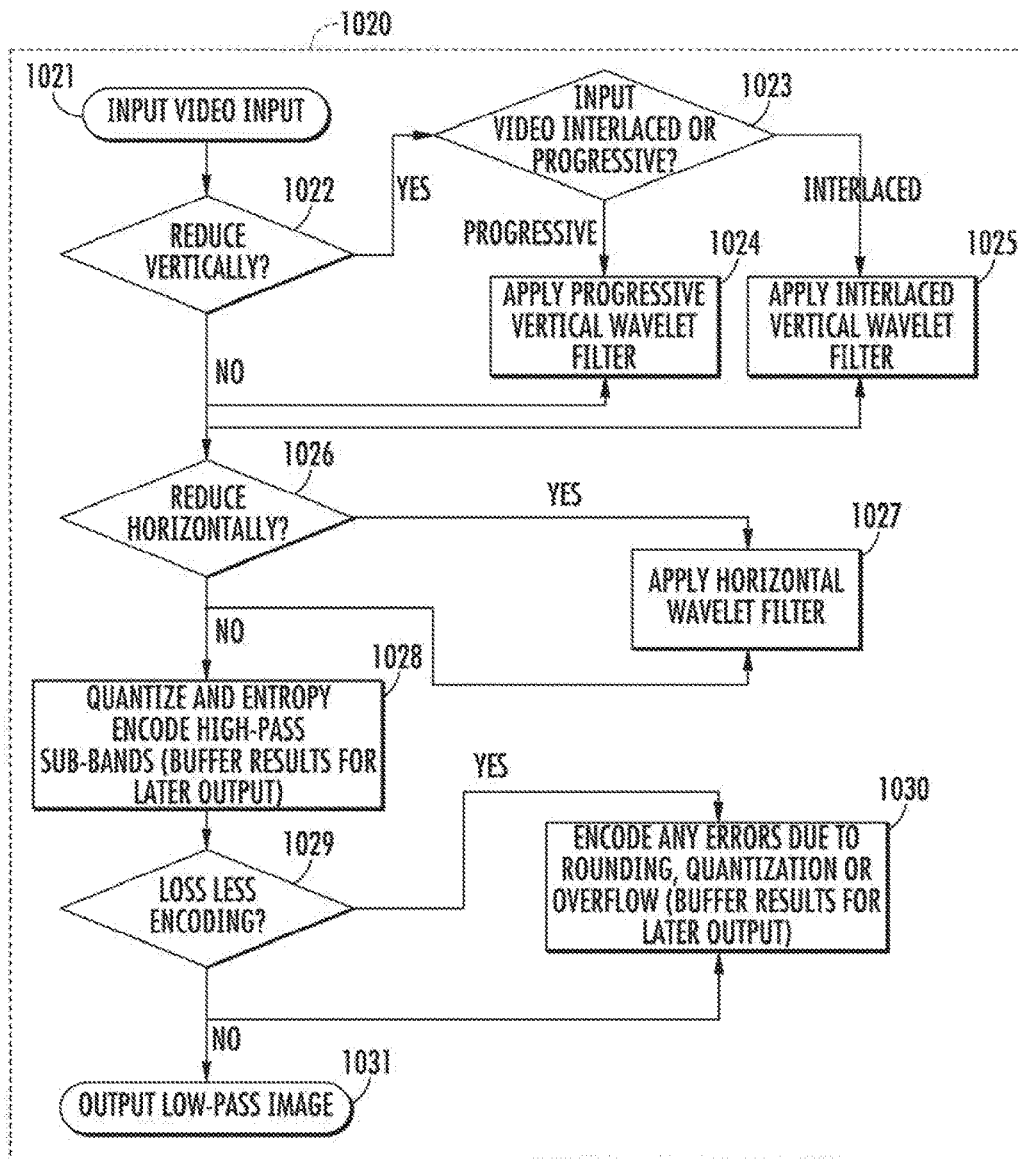 1020
1021
INPUT VIDEO INPUT
INPUT
VIDEO INTERLACED OR
PROGRESSIVE?
1023
1022
YES
REDUCE
VERTICALLY?
INTERLACED
PROGRESSIVE
1024
1025
APPLY PROGRESSIVE
VERTICAL WAVELET
FILTER
APPLY INTERLACED
VERTICAL WAVELET
FILTER
NO
1026
REDUCE
HORIZONTALLY?
YES
1027
APPLY HORIZONTAL
WAVELET FILTER
NO
1028
QUANTIZE AND ENTROPY
ENCODE HIGH-PASS
SUB-BANDS (BUFFER RESULTS FOR
LATER OUTPUT)
YES
1029
LOSS LESS
ENCODING?
1030
ENCODE ANY ERRORS DUE TO
ROUNDING, QUANTIZATION OR
OVERFLOW (BUFFER RESULTS FOR
LATER OUTPUT)
NO
1031
OUTPUT LOW-PASS IMAGE